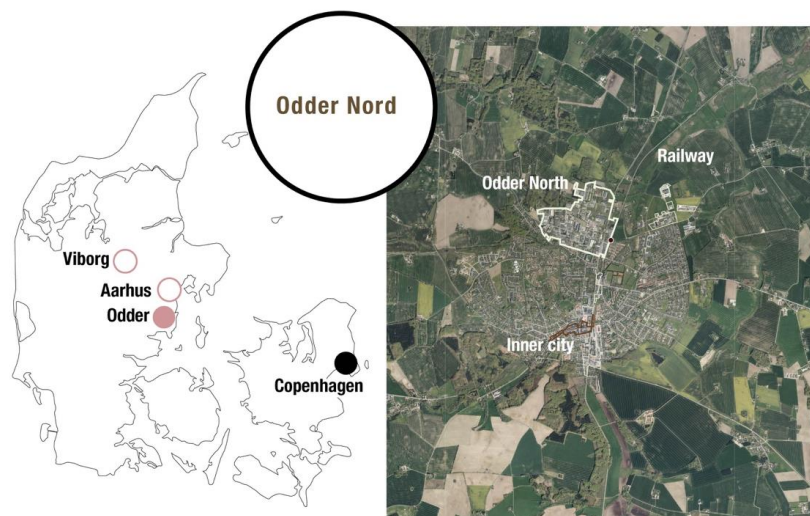 Odder Nord
Viborg
Aarhus
Odder
Copenhagen
Railway
Odder North
Inner city